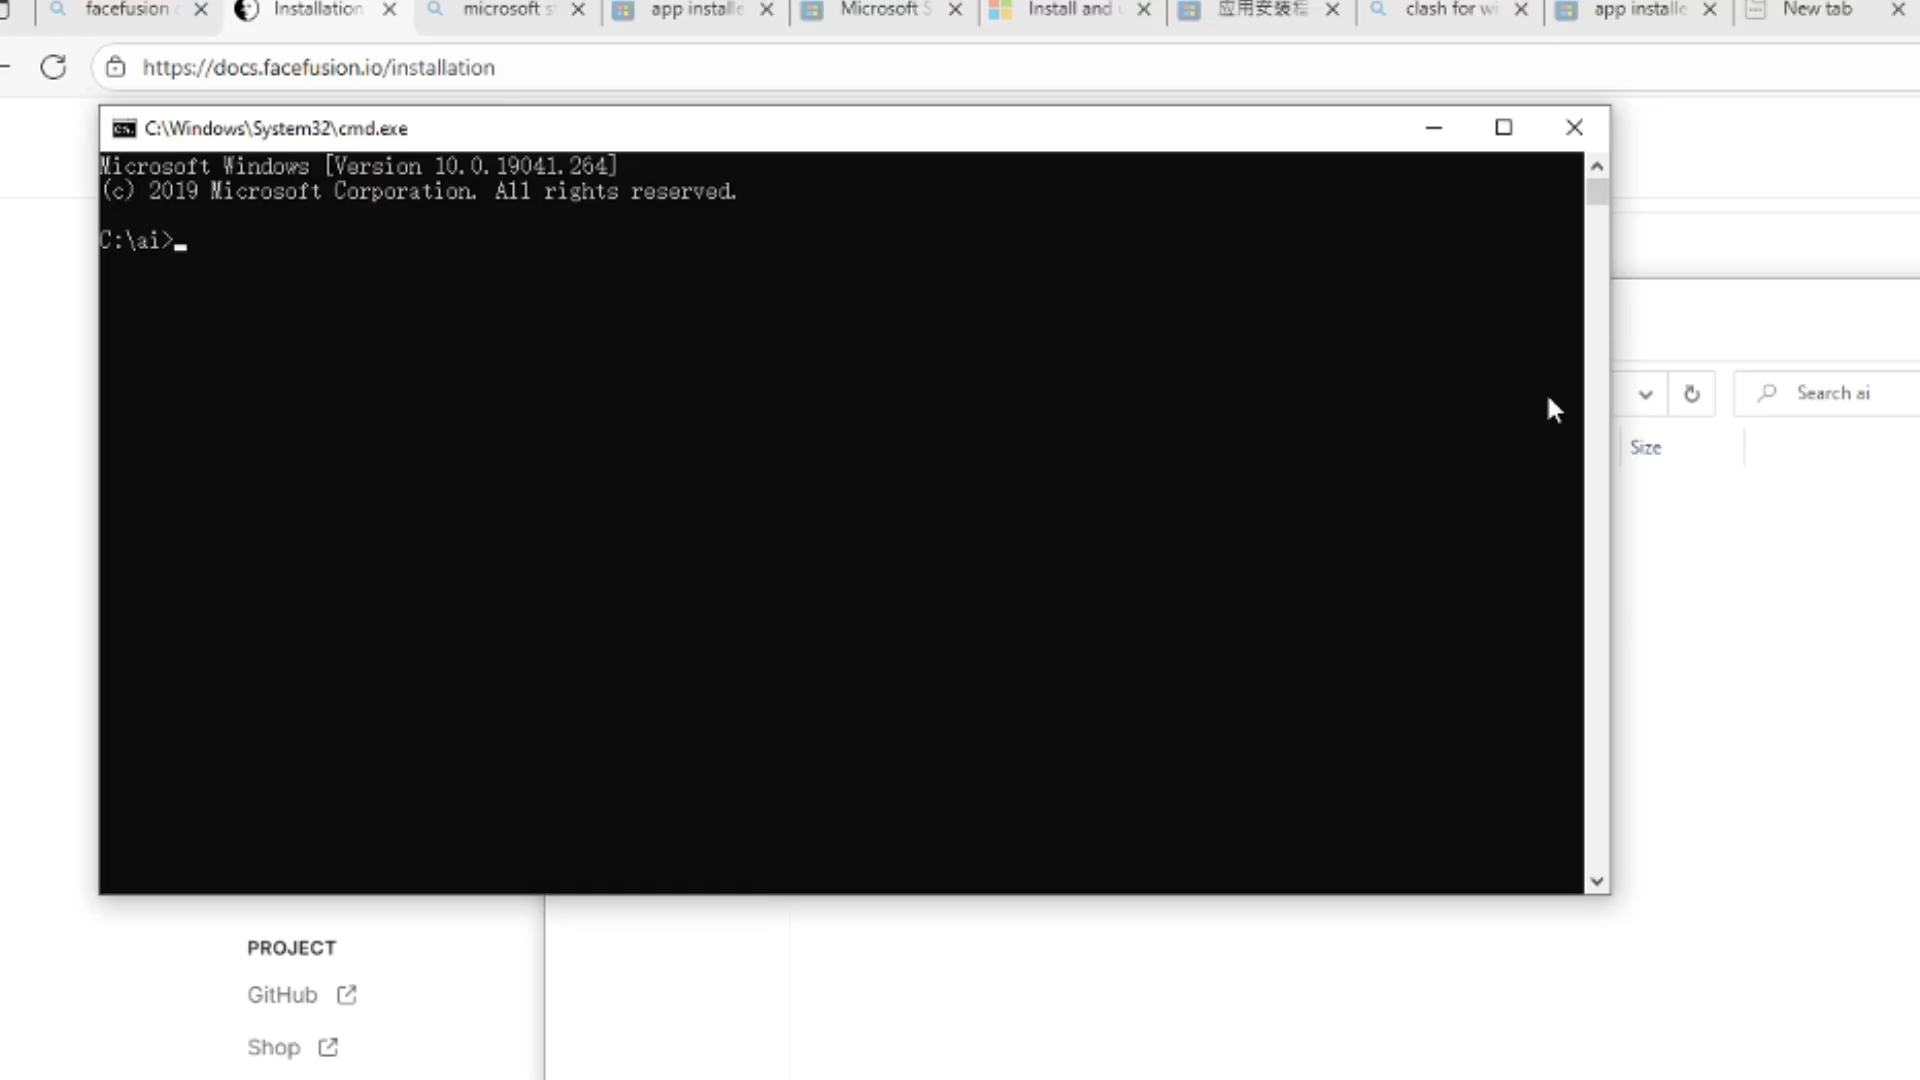 facefusion
Installation
microsoft s
app installe
Microsoft S
Install and
应用安装程
clash for wi
app installe
New tab
https://docs.facefusion.io/installation
C:\Windows\System32\cmd.exe
Microsoft Windows [Version 10.0.19041.264]
(c) 2019 Microsoft Corporation. All rights reserved.
C:\ai>
Search ai
Size
PROJECT
GitHub
Shop